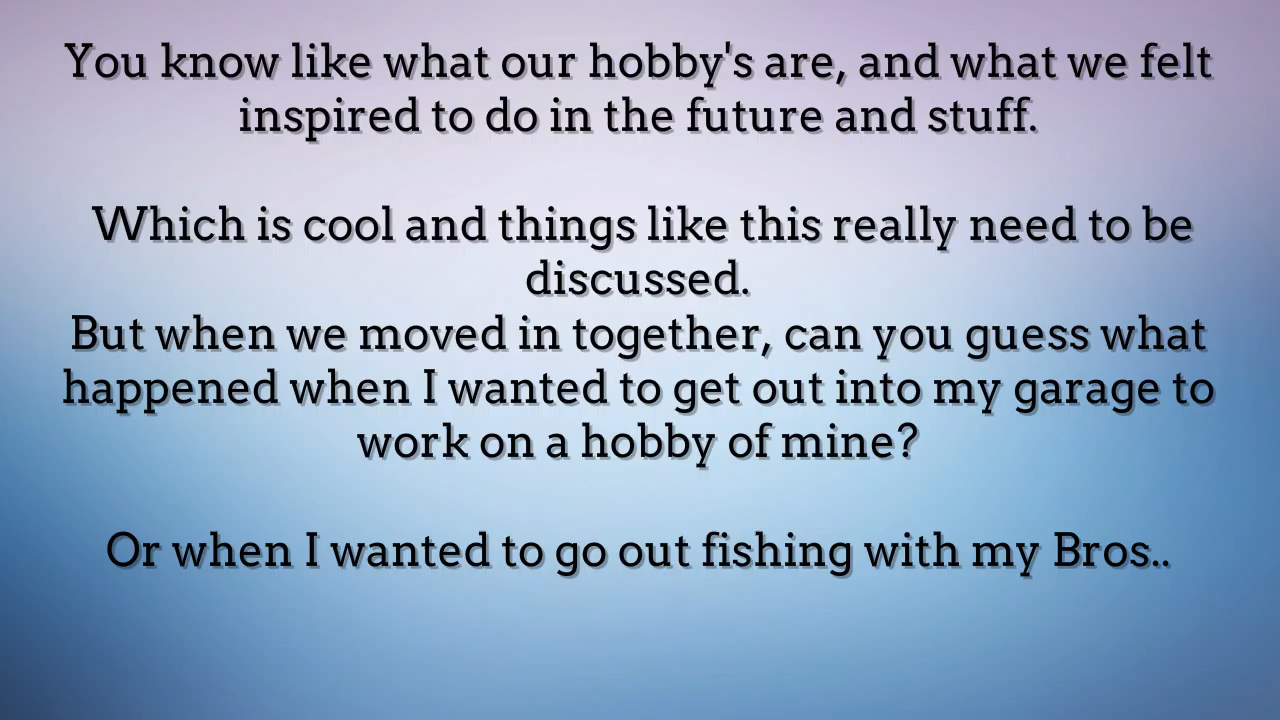 You know like what our hobby's are, and what we felt
inspired to do in the future and stuff.
Which is cool and things like this really need to be
discussed.
But when we moved in together, can you guess what
happened when I wanted to get out into my garage to
work on a hobby of mine?
Or when I wanted to go out fishing with my Bros..